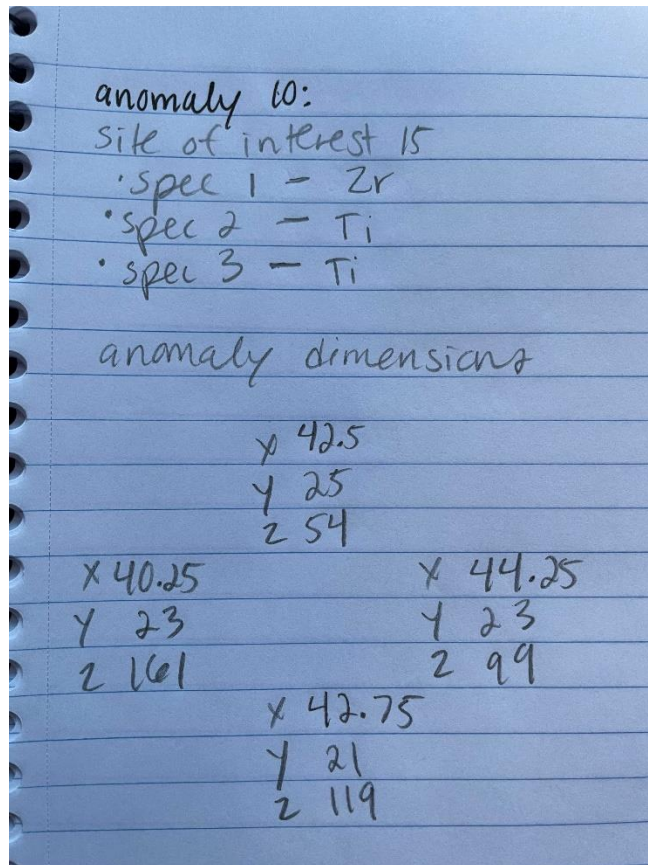 anomaly 10:
site of interest 15
· spec 1 - Zr
· spec 2 - Ti
· spec 3 - Ti
anomaly dimensions
x 42.5
y 25
z 54
x 40.25
y 23
z 161
x 44.25
y 23
z 99
x 42.75
y 21
z 119